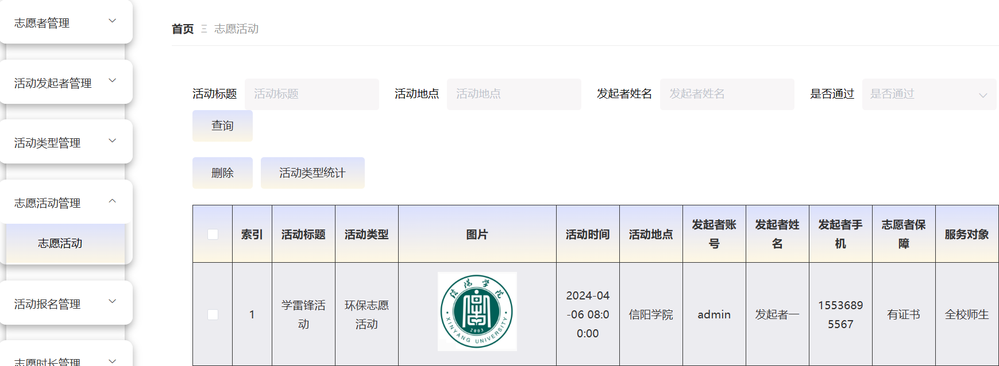 志愿者管理
活动发起者管理
活动类型管理
志愿活动管理
志愿活动
活动报名管理
志愿时长管理
首页 志愿活动
活动标题 活动标题 活动地点 活动地点 发起者姓名 发起者姓名 是否通过 是否通过
查询
删除 活动类型统计
索引 活动标题 活动类型 图片 活动时间 活动地点 发起者账号 发起者姓名 发起者手机 志愿者保障 服务对象
1 学雷锋活动 环保志愿活动 信阳学院 XINYANG UNIVERSITY 2003 2024-04-06 08:00:00 信阳学院 admin 发起者一 15536895567 有证书 全校师生